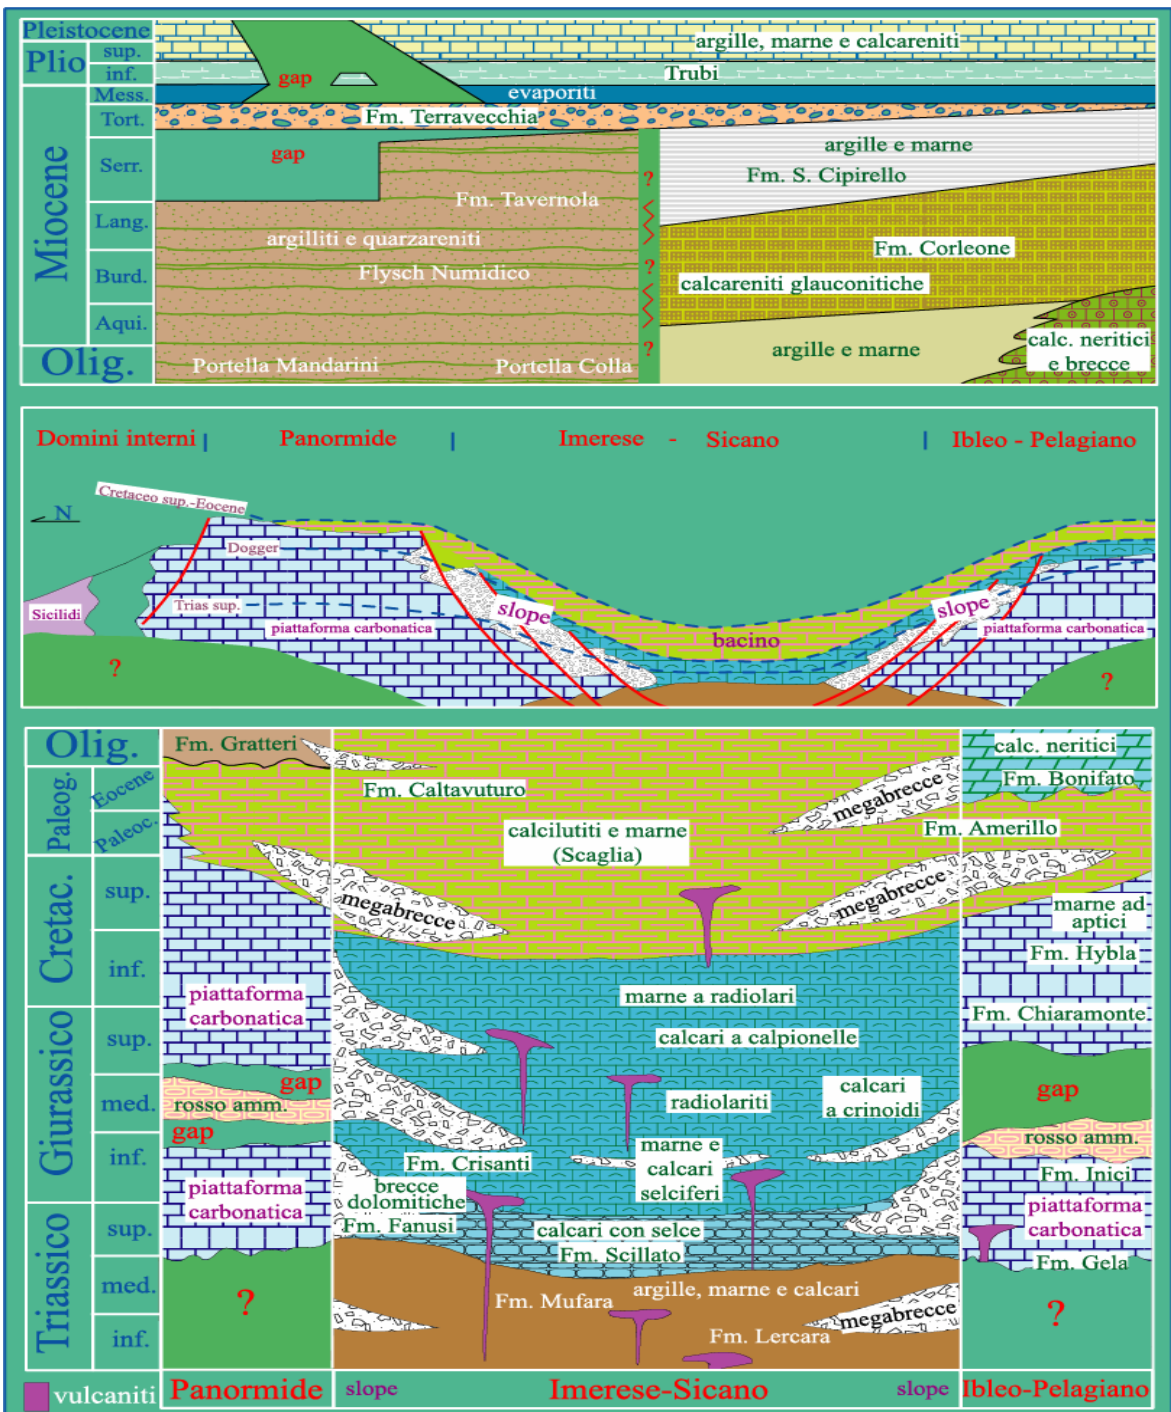 Pleistocene
Plio
sup.
inf.
Miocene
Mess.
Tort.
Serr.
Lang.
Burd.
Aqui.
Olig.
argille, marne e calcareniti
gap
Trubi
evaporiti
Fm. Terravecchia
gap
argille e marne
Fm. S. Cipirello
?
Fm. Tavernola
argilliti e quarzareniti
Fm. Corleone
Flysch Numidico
?
calcareniti glauconitiche
Portella Mandarini
Portella Colla
?
argille e marne
calc. neritici
e brecce
Domini interni
Panormide
Imerese - Sicano
Ibleo - Pelagiano
Cretaceo sup.-Eocene
N
Dogger
Trias sup.
Sicilidi
piattaforma carbonatica
slope
bacino
slope
piattaforma carbonatica
?
?
Olig.
Paleog.
Eocene
Paleoc.
Cretac.
sup.
inf.
Giurassico
sup.
med.
inf.
Triassico
sup.
med.
inf.
Fm. Gratteri
calc. neritici
Fm. Bonifato
Fm. Caltavuturo
megabrecce
calcilutiti e marne
(Scaglia)
Fm. Amerillo
megabrecce
megabrecce
marne ad
aptici
Fm. Hybla
piattaforma
carbonatica
marne a radiolari
Fm. Chiaramonte
calcari a calpionelle
gap
rosso amm.
gap
radiolariti
calcari
a crinoidi
gap
rosso amm.
Fm. Crisanti
marne e
calcari
selciferi
Fm. Inici
piattaforma
carbonatica
brecce
dolomitiche
Fm. Fanusi
calcari con selce
Fm. Scillato
piattaforma
carbonatica
Fm. Gela
?
argille, marne e calcari
Fm. Mufara
megabrecce
Fm. Lercara
?
vulcaniti
Panormide
slope
Imerese-Sicano
slope
Ibleo-Pelagiano